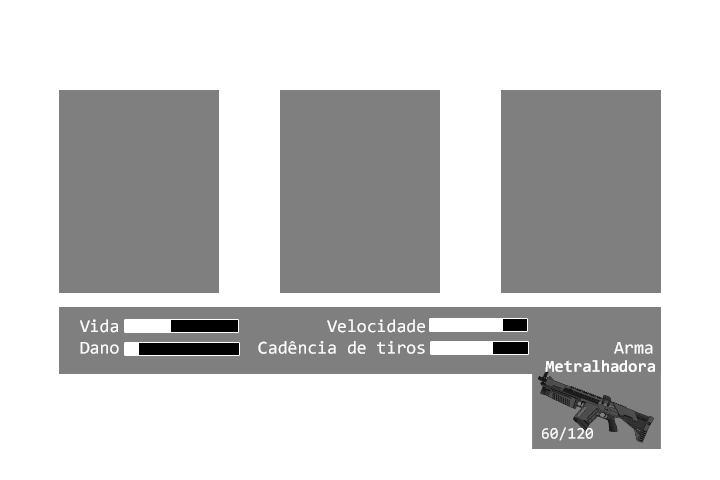 Vida
Velocidade
Dano
Cadência de tiros
Arma
Metralhadora
60/120